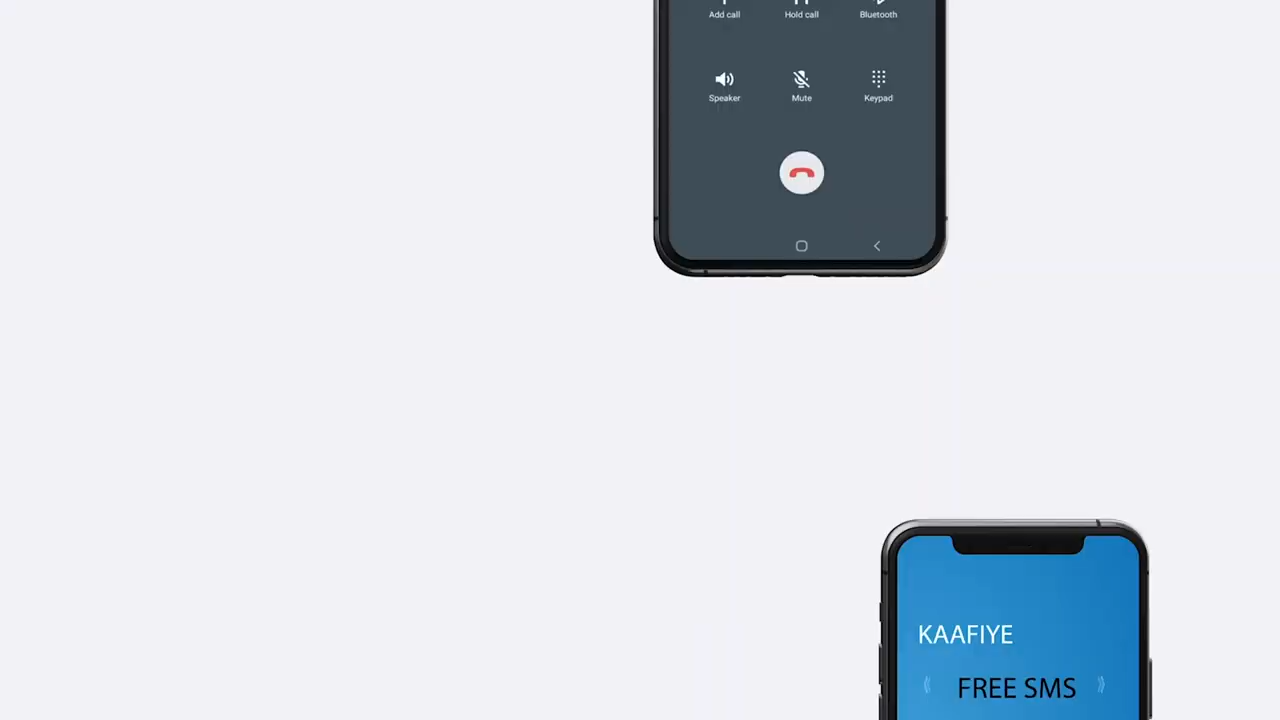 Add call Hold call Bluetooth
Speaker Mute Keypad
KAAFIYE
FREE SMS